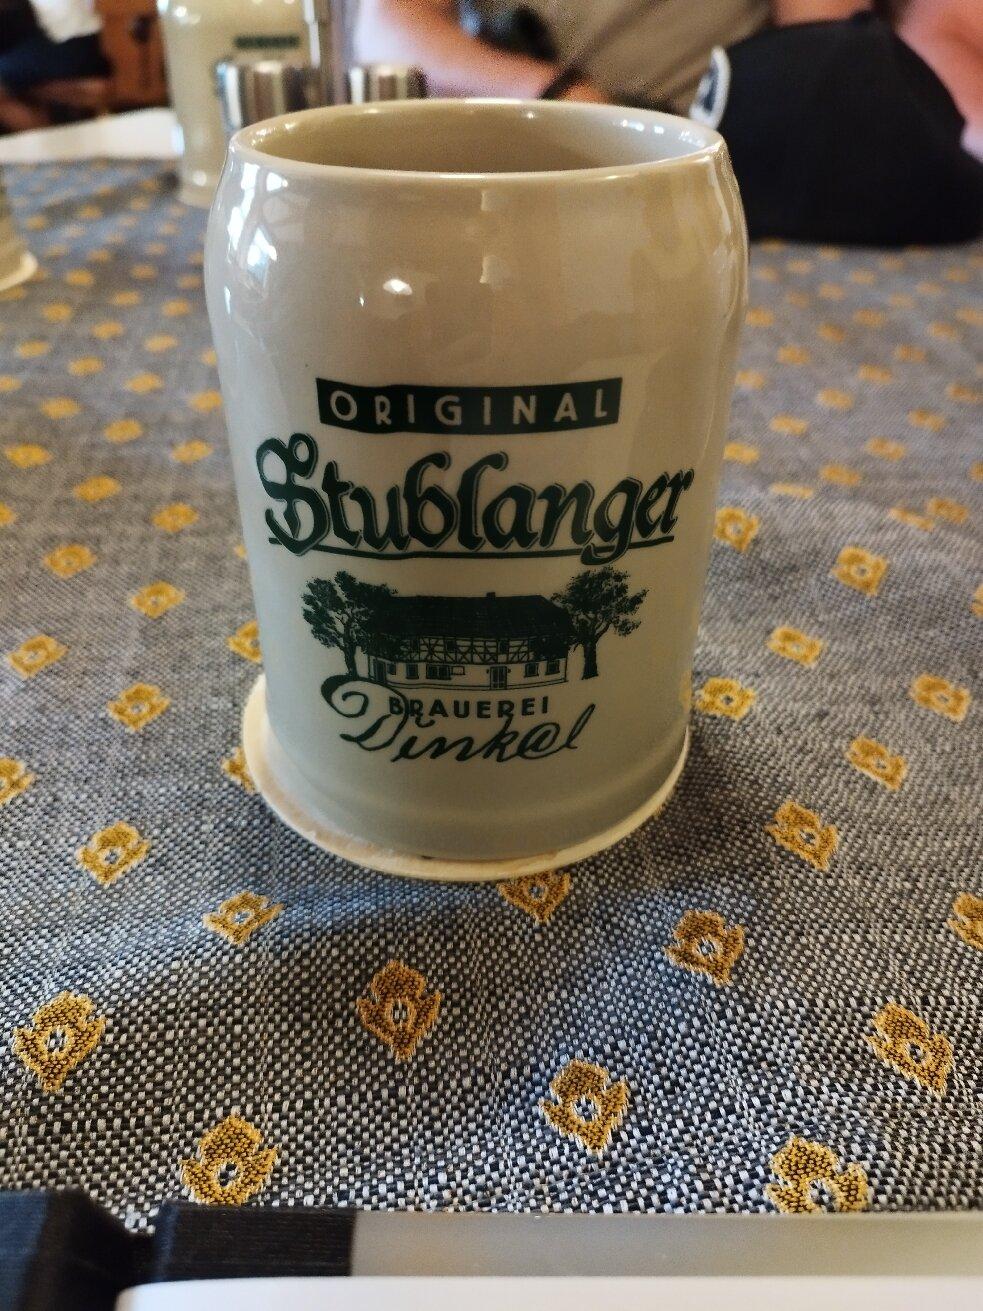 ORIGINAL
Stublanger
BRAUEREI
Dinkel